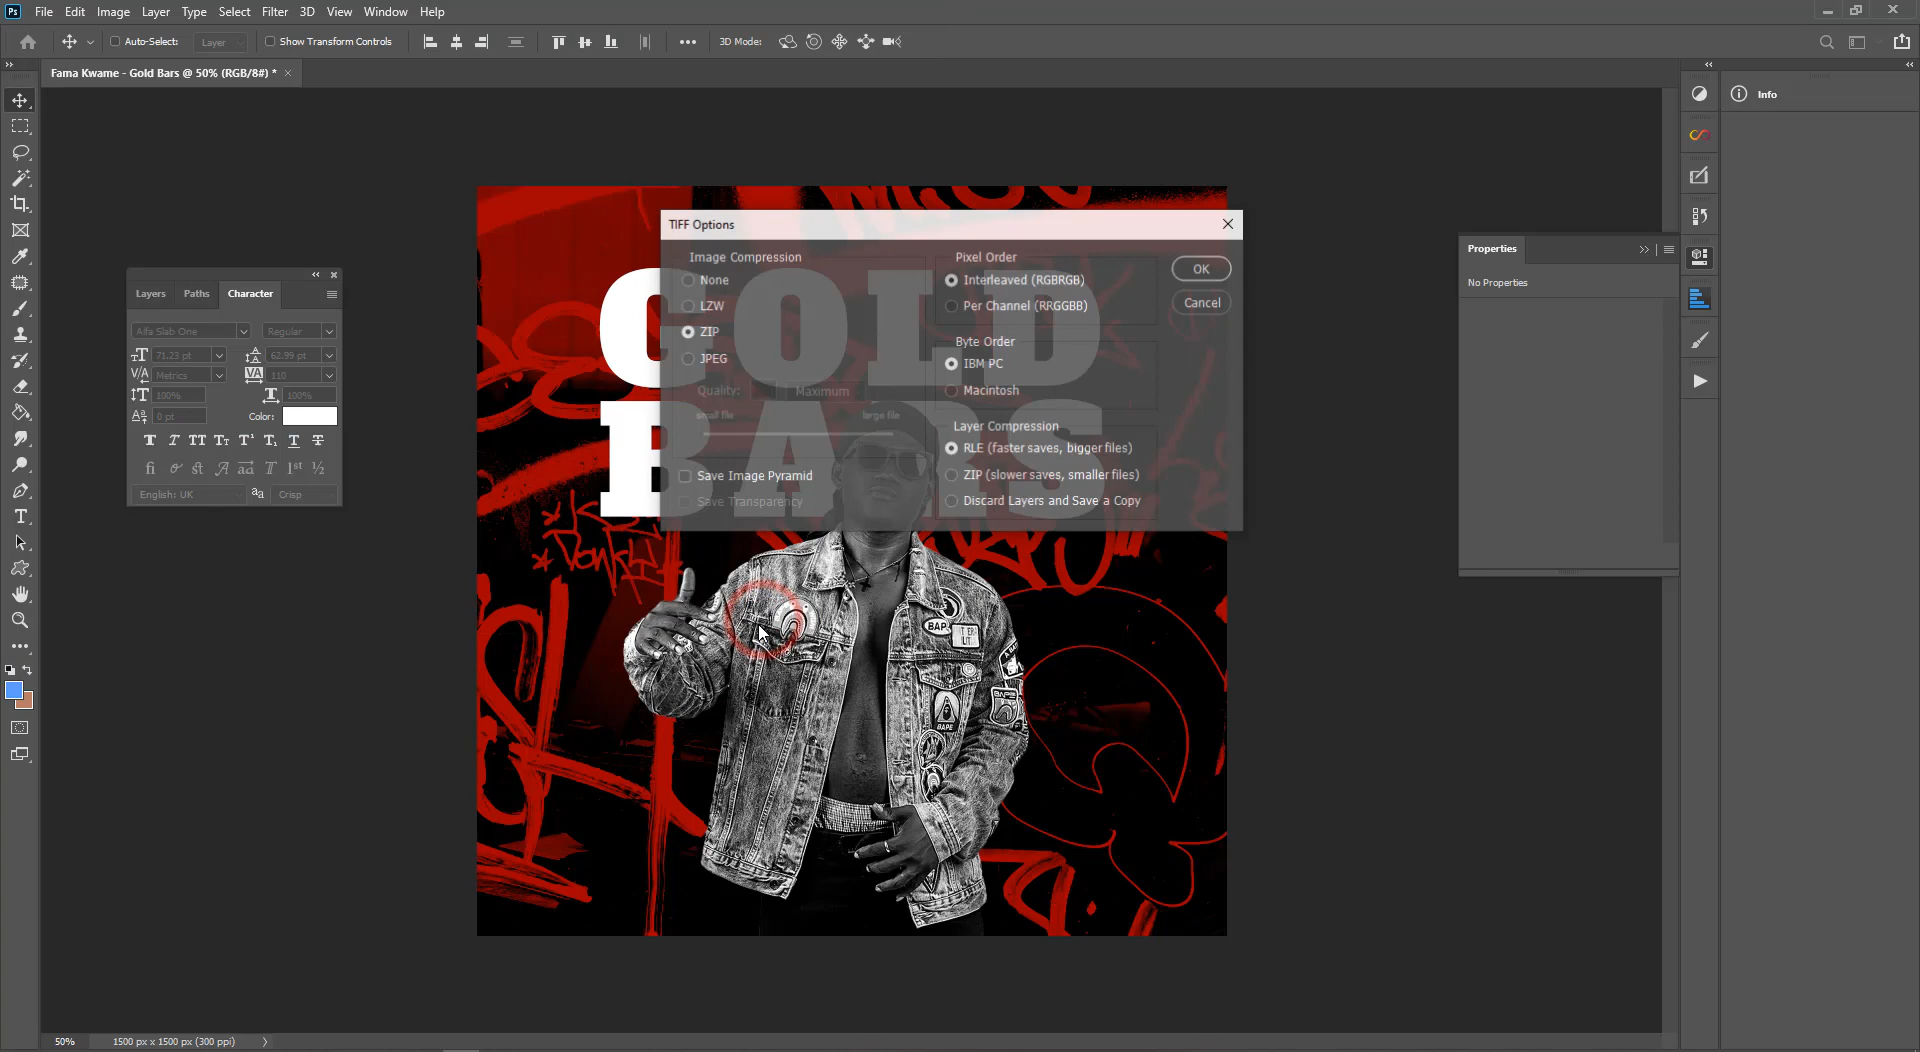 Ps File Edit Image Layer Type Select Filter 3D View Window Help
Auto-Select: Layer Show Transform Controls 3D Mode:
Fama Kwame - Gold Bars @ 50% (RGB/8#) * ×
Info
TIFF Options
Image Compression
None
LZW
ZIP
JPEG
Quality: Maximum
small file large file
Save Image Pyramid
Save Transparency
Pixel Order
Interleaved (RGBRGB)
Per Channel (RRGGBB)
Byte Order
IBM PC
Macintosh
Layer Compression
RLE (faster saves, bigger files)
ZIP (slower saves, smaller files)
Discard Layers and Save a Copy
OK
Cancel
Layers Paths Character
Alfa Slab One Regular
71.23 pt 62.99 pt
Metrics 110
100% 100%
0 pt Color:
English: UK Crisp
Properties
No Properties
GOLD
BARS
BAPE
BAPE
50% 1500 px x 1500 px (300 ppi)